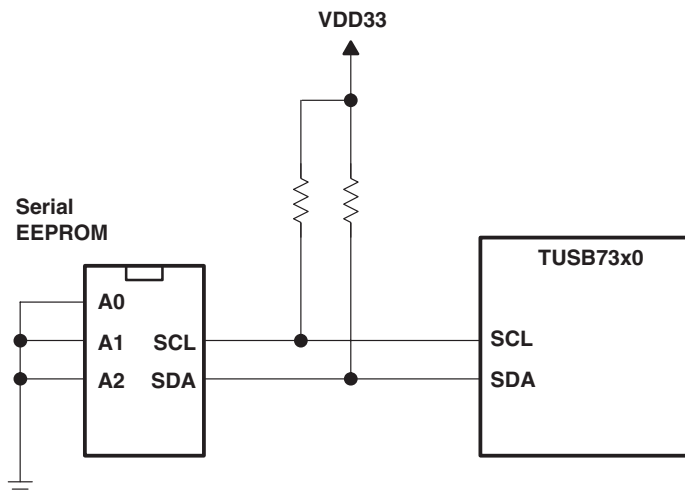 VDD33
Serial
EEPROM
TUSB73x0
A0
A1 SCL
SCL
A2 SDA
SDA